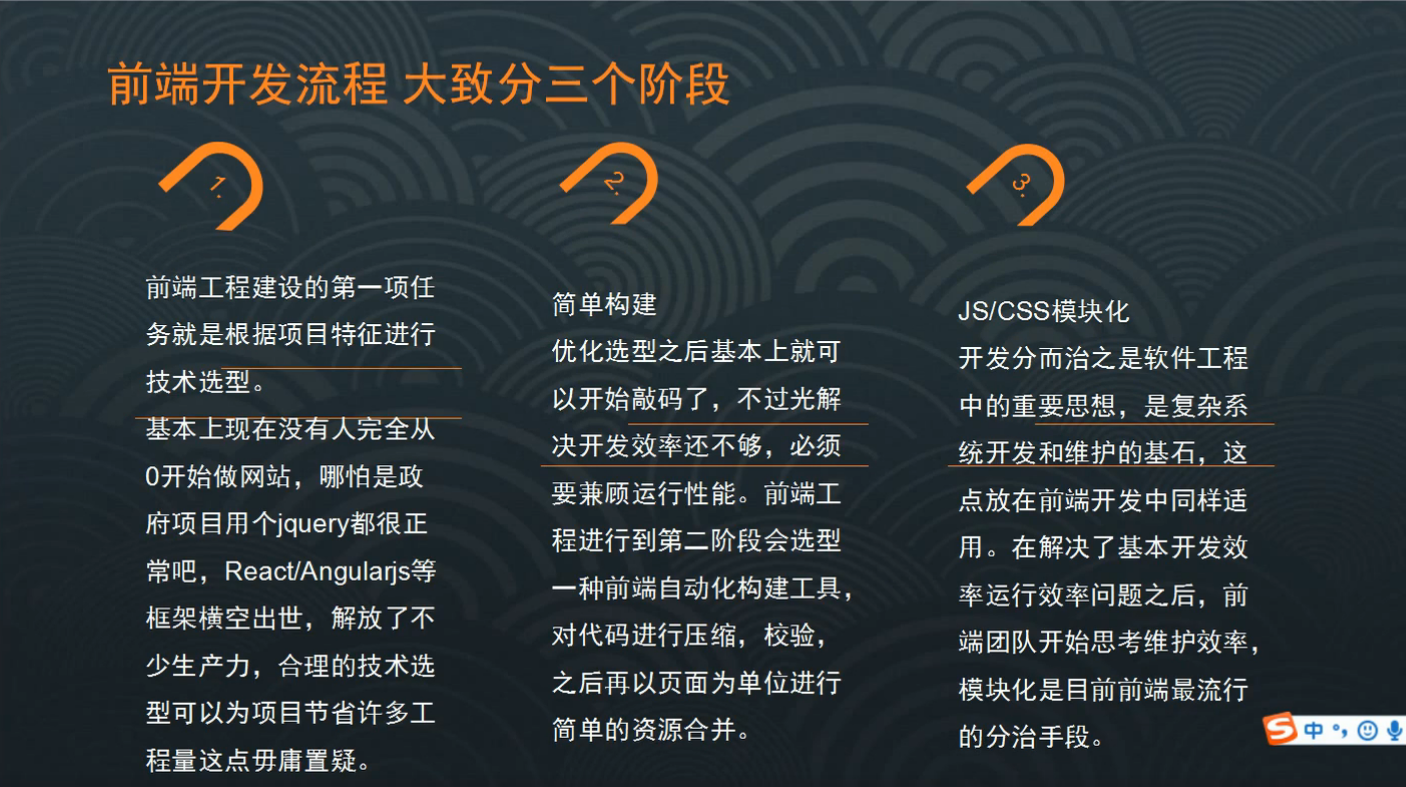 前端开发流程 大致分三个阶段
1.
前端工程建设的第一项任
务就是根据项目特征进行
技术选型。
基本上现在没有人完全从
0开始做网站，哪怕是政
府项目用个jquery都很正
常吧，React/Angularjs等
框架横空出世，解放了不
少生产力，合理的技术选
型可以为项目节省许多工
程量这点毋庸置疑。
2.
简单构建
优化选型之后基本上就可
以开始敲码了，不过光解
决开发效率还不够，必须
要兼顾运行性能。前端工
程进行到第二阶段会选型
一种前端自动化构建工具，
对代码进行压缩，校验，
之后再以页面为单位进行
简单的资源合并。
3.
JS/CSS模块化
开发分而治之是软件工程
中的重要思想，是复杂系
统开发和维护的基石，这
点放在前端开发中同样适
用。在解决了基本开发效
率运行效率问题之后，前
端团队开始思考维护效率，
模块化是目前前端最流行
的分治手段。
S 中 °,